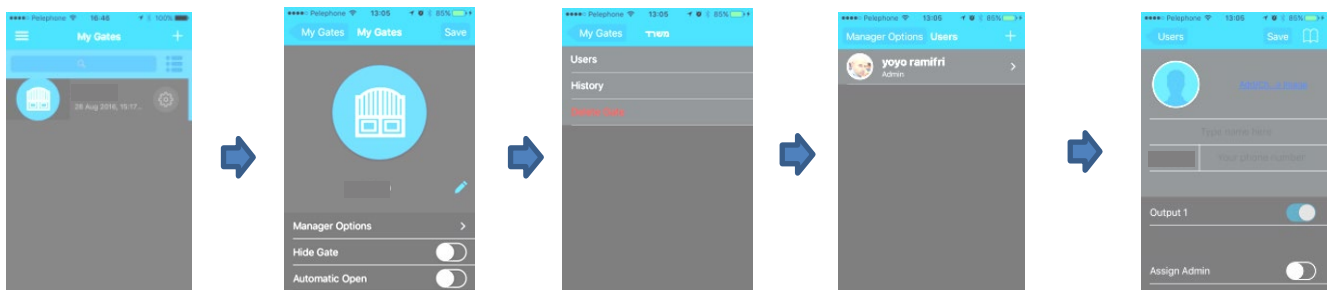 Pelephone 16:46 100%
My Gates +
28 Aug 2016, 15:17...
Pelephone 13:05 85%
My Gates My Gates Save
Manager Options >
Hide Gate
Automatic Open
Pelephone 13:05 85%
My Gates משרד
Users
History
Pelephone 13:05 85%
Manager Options Users +
yoyo ramifri
Admin
Pelephone 13:05 85%
Users Save
Type name here
Your phone number
Output 1
Assign Admin